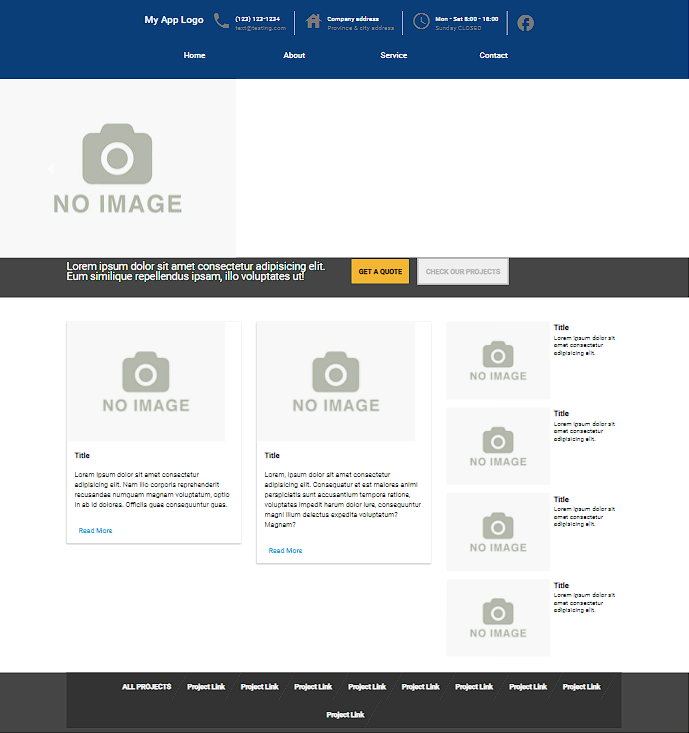 My App Logo
(123) 123-1234
text@testing.com
Company address
Province & city address
Mon - Sat 8:00 - 18:00
Sunday CLOSED
Home
About
Service
Contact
NO IMAGE
Lorem ipsum dolor sit amet consectetur adipisicing elit.
Eum similique repellendus ipsam, illo voluptates ut!
GET A QUOTE
CHECK OUR PROJECTS
NO IMAGE
Title
Lorem ipsum dolor sit amet consectetur
adipisicing elit. Nam illo corporis reprehenderit
recusandae numquam magnam voluptatum, optio
in ab id dolores. Officiis quae consequuntur quas.
Read More
NO IMAGE
Title
Lorem, ipsum dolor sit amet consectetur
adipisicing elit. Consequatur et est maiores animi
perspiciatis sunt accusantium tempora ratione,
voluptates impedit harum dolor iure, consequuntur
magni illum delectus expedita voluptatum?
Magnam?
Read More
NO IMAGE
Title
Lorem ipsum dolor sit
amet consectetur
adipisicing elit.
NO IMAGE
Title
Lorem ipsum dolor sit
amet consectetur
adipisicing elit.
NO IMAGE
Title
Lorem ipsum dolor sit
amet consectetur
adipisicing elit.
NO IMAGE
Title
Lorem ipsum dolor sit
amet consectetur
adipisicing elit.
ALL PROJECTS
Project Link
Project Link
Project Link
Project Link
Project Link
Project Link
Project Link
Project Link
Project Link